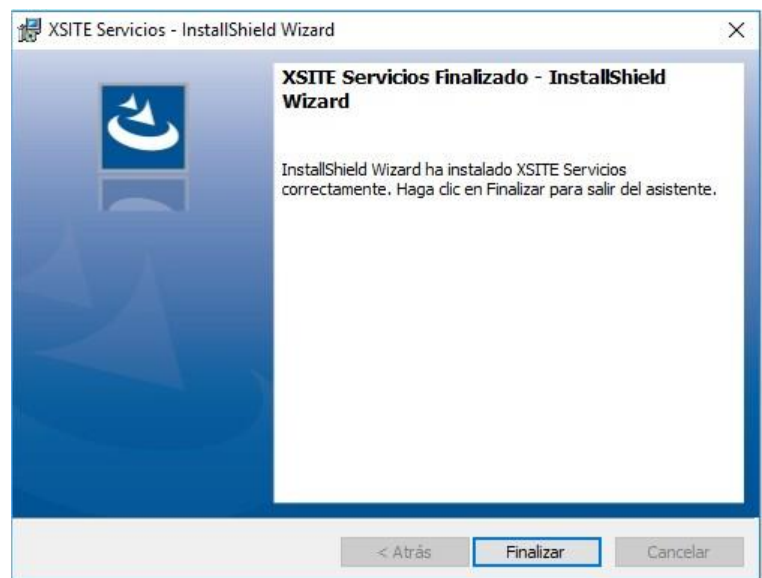 XSITE Servicios - InstallShield Wizard
XSITE Servicios Finalizado - InstallShield
Wizard
InstallShield Wizard ha instalado XSITE Servicios
correctamente. Haga clic en Finalizar para salir del asistente.
< Atrás
Finalizar
Cancelar